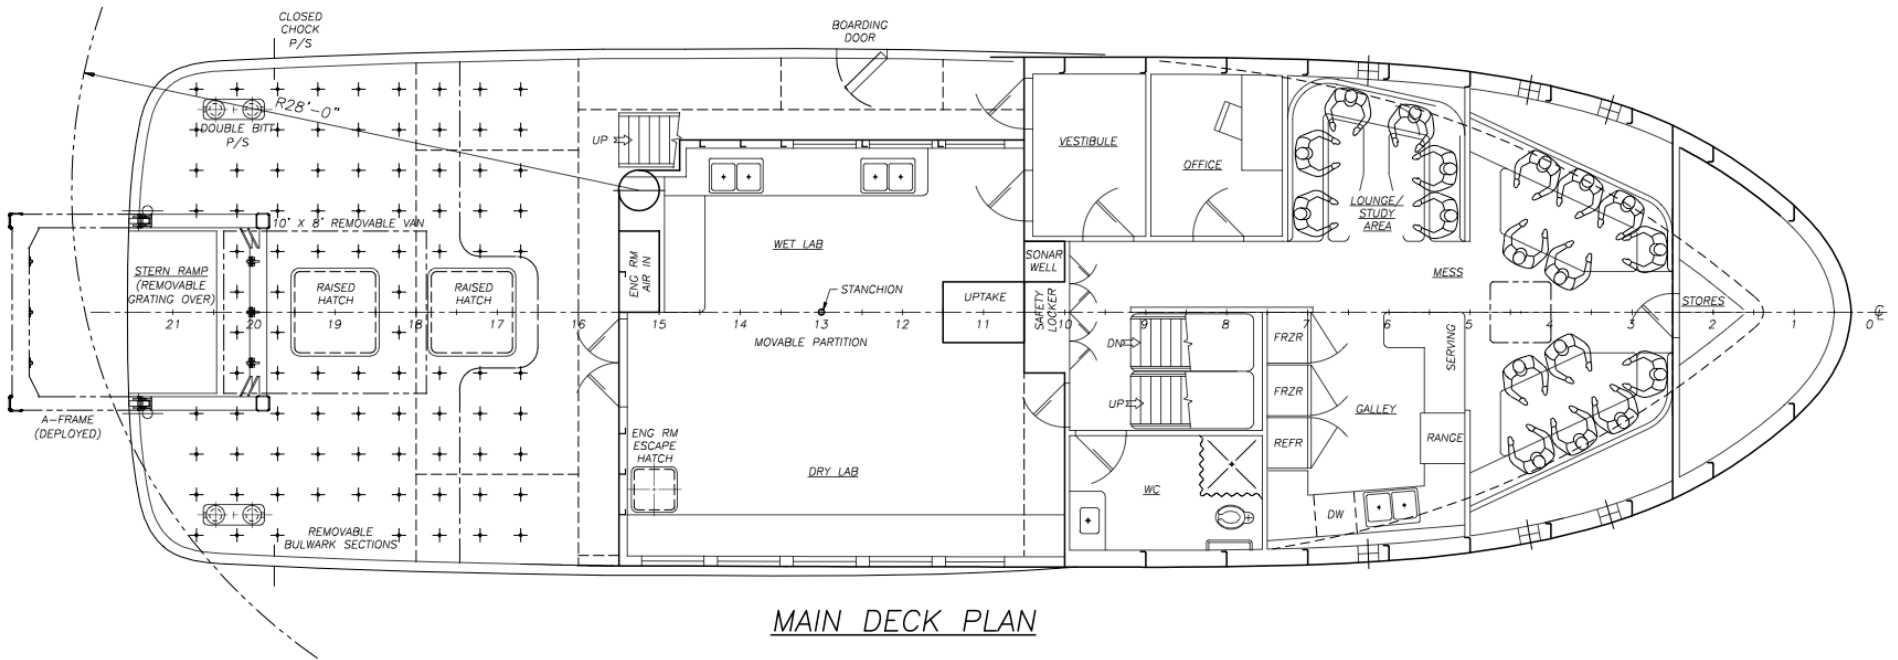 CLOSED
CHOCK
P/S
BOARDING
DOOR
R28'-0"
DOUBLE BITT
P/S
UP
VESTIBULE
OFFICE
LOUNGE/
STUDY
AREA
10' X 8' REMOVABLE VAN
WET LAB
STERN RAMP
(REMOVABLE
GRATING OVER)
RAISED
HATCH
RAISED
HATCH
ENG RM
AIR IN
STANCHION
UPTAKE
SONAR
WELL
SAFETY
LOCKER
MESS
STORES
21
20
19
18
17
16
15
14
13
12
11
10
9
8
7
6
5
4
3
2
1
0
MOVABLE PARTITION
DN
UP
FRZR
FRZR
REFR
SERVING
GALLEY
RANGE
A-FRAME
(DEPLOYED)
ENG RM
ESCAPE
HATCH
DRY LAB
WC
DW
REMOVABLE
BULWARK SECTIONS
MAIN DECK PLAN